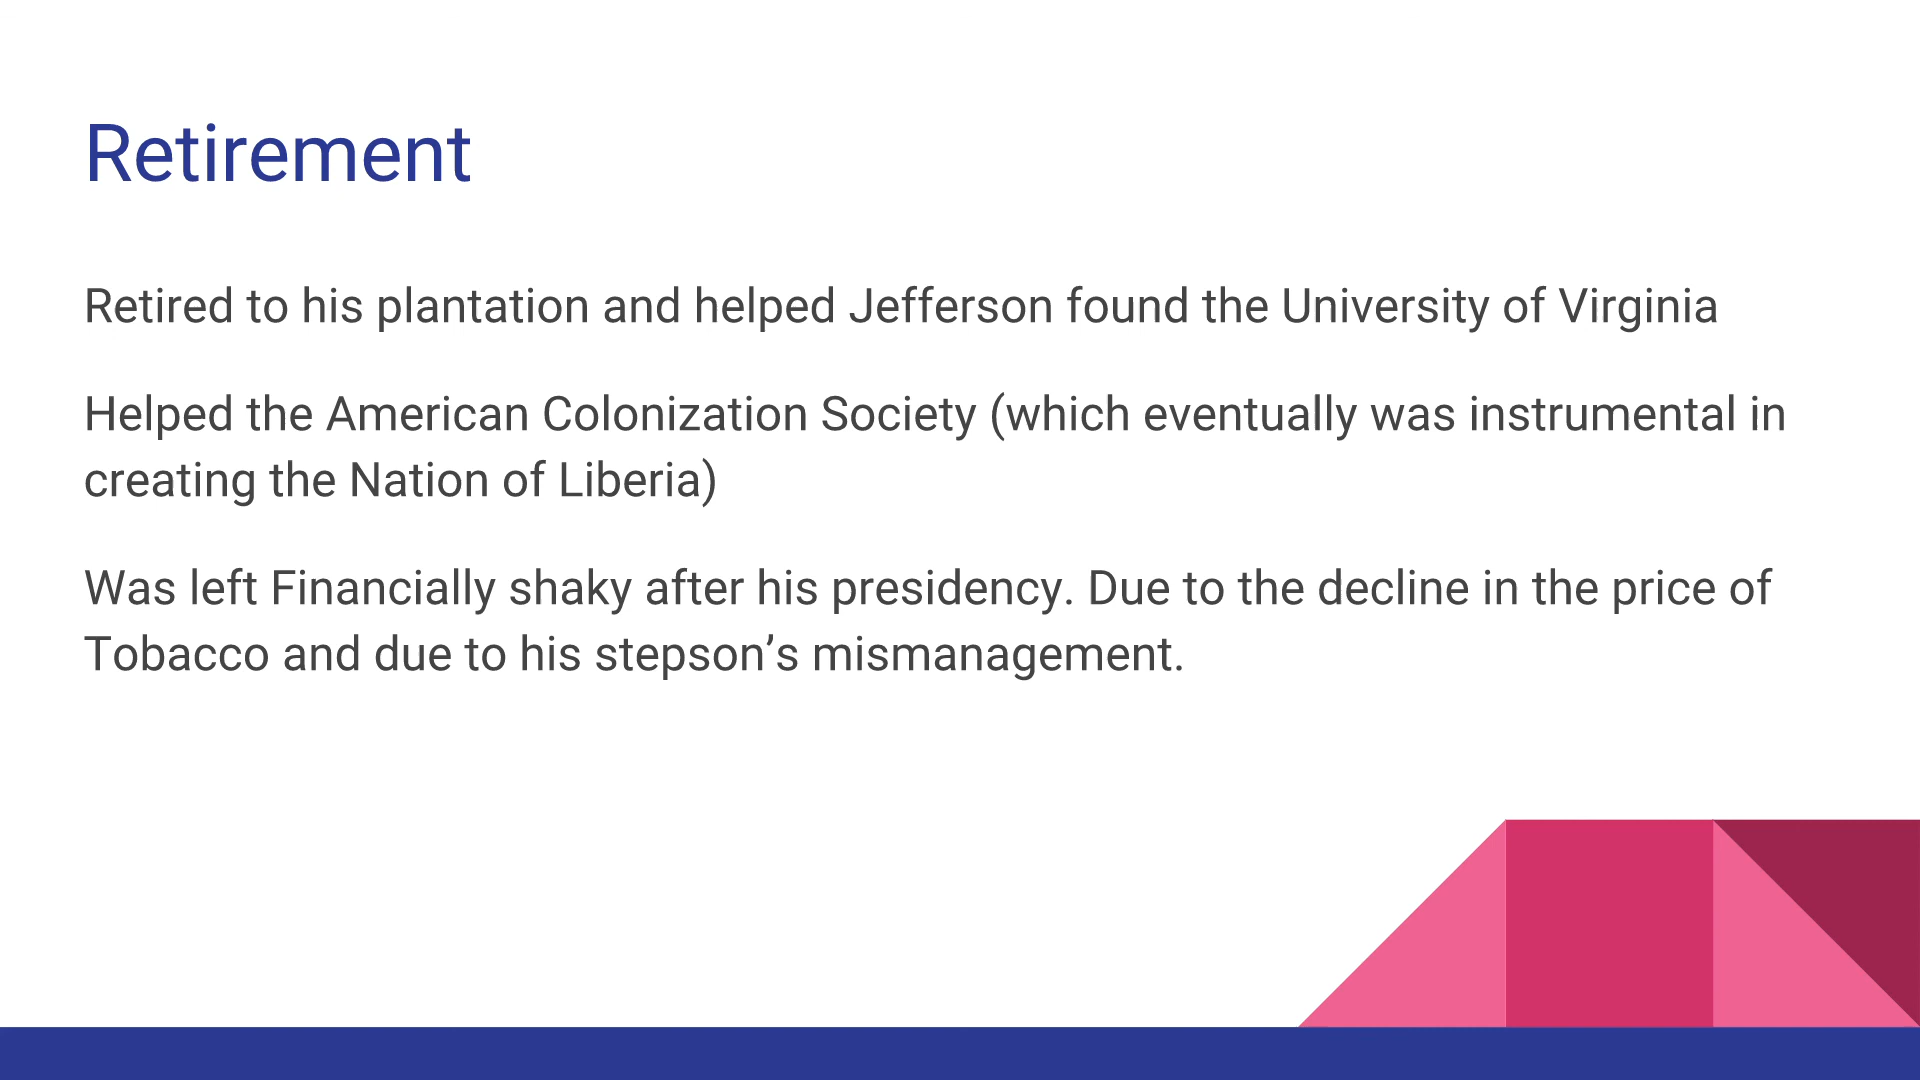 Retirement
Retired to his plantation and helped Jefferson found the University of Virginia
Helped the American Colonization Society (which eventually was instrumental in
creating the Nation of Liberia)
Was left Financially shaky after his presidency. Due to the decline in the price of
Tobacco and due to his stepson’s mismanagement.